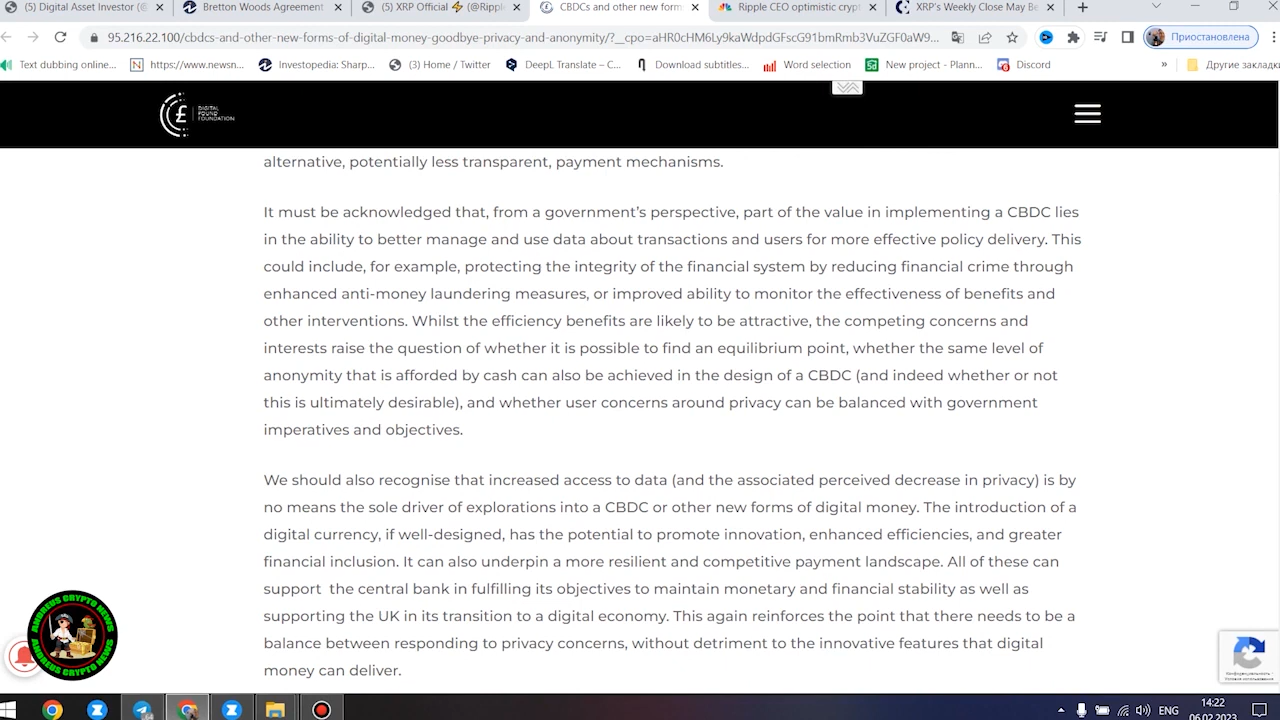 (5) Digital Asset Investor (@
Bretton Woods Agreement
(5) XRP Official ⚡ (@Ripple
CBDCs and other new form
Ripple CEO optimistic crypt
XRP's Weekly Close May Be
95.216.22.100/cbdcs-and-other-new-forms-of-digital-money-goodbye-privacy-and-anonymity/?__cpo=aHR0cHM6Ly9kaWdpdGFscG91bmRmb3VuZGF0aW9...
Приостановлена
Text dubbing online...
https://www.newsn...
Investopedia: Sharp...
(3) Home / Twitter
DeepL Translate – C...
Download subtitles...
Word selection
New project - Plann...
Discord
»
Другие закладки
DIGITAL
POUND
FOUNDATION
alternative, potentially less transparent, payment mechanisms.
It must be acknowledged that, from a government's perspective, part of the value in implementing a CBDC lies
in the ability to better manage and use data about transactions and users for more effective policy delivery. This
could include, for example, protecting the integrity of the financial system by reducing financial crime through
enhanced anti-money laundering measures, or improved ability to monitor the effectiveness of benefits and
other interventions. Whilst the efficiency benefits are likely to be attractive, the competing concerns and
interests raise the question of whether it is possible to find an equilibrium point, whether the same level of
anonymity that is afforded by cash can also be achieved in the design of a CBDC (and indeed whether or not
this is ultimately desirable), and whether user concerns around privacy can be balanced with government
imperatives and objectives.
We should also recognise that increased access to data (and the associated perceived decrease in privacy) is by
no means the sole driver of explorations into a CBDC or other new forms of digital money. The introduction of a
digital currency, if well-designed, has the potential to promote innovation, enhanced efficiencies, and greater
financial inclusion. It can also underpin a more resilient and competitive payment landscape. All of these can
support the central bank in fulfilling its objectives to maintain monetary and financial stability as well as
supporting the UK in its transition to a digital economy. This again reinforces the point that there needs to be a
balance between responding to privacy concerns, without detriment to the innovative features that digital
money can deliver.
ANDREUS CRYPTO NEWS
ANDREUS CRYPTO NEWS
Конфиденциальность -
Условия использования
ENG
14:22
06.02.2023